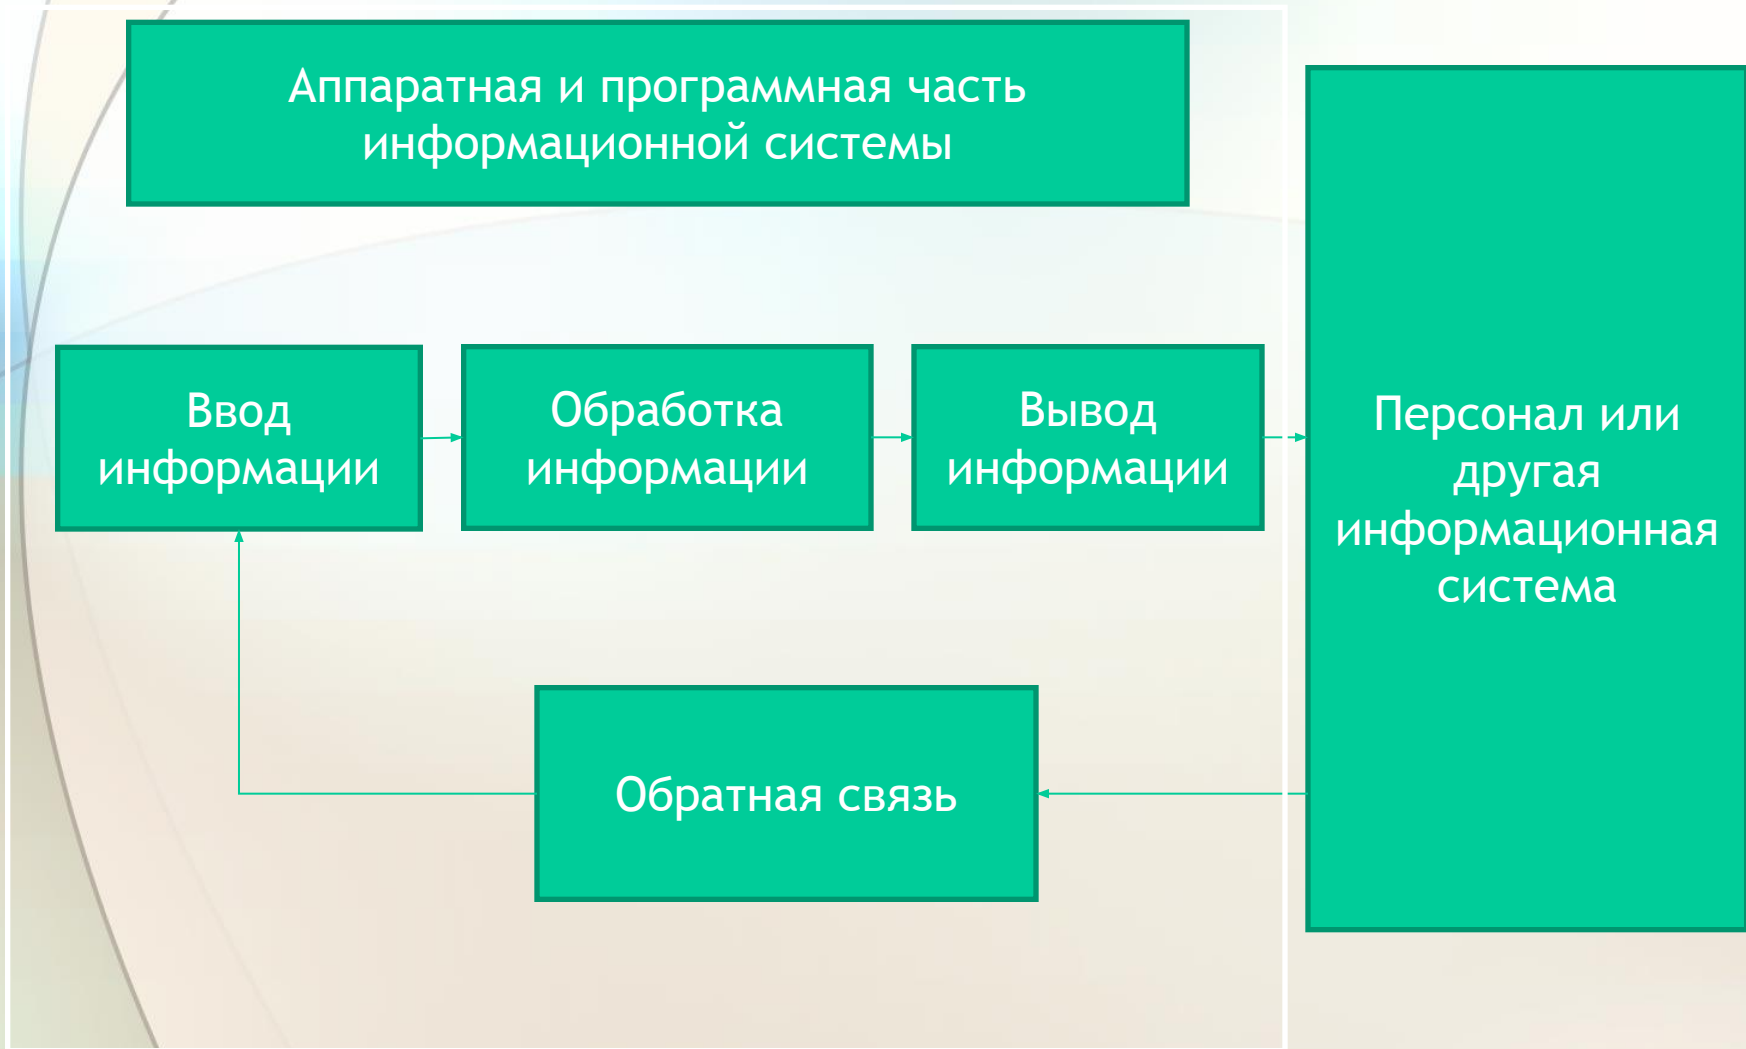 Аппаратная и программная часть
информационной системы
Ввод
информации
Обработка
информации
Вывод
информации
Персонал или
другая
информационная
система
Обратная связь